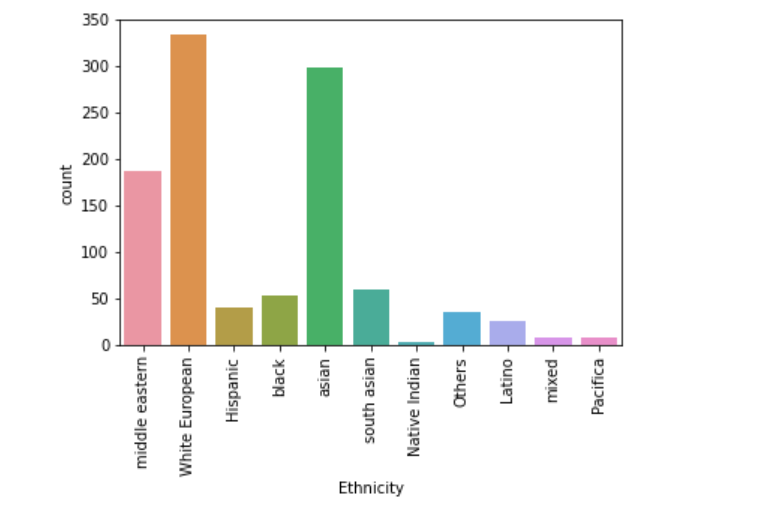 350
300
250
200
150
100
50
0
count
middle eastern
White European
Hispanic
black
asian
south asian
Native Indian
Others
Latino
mixed
Pacifica
Ethnicity